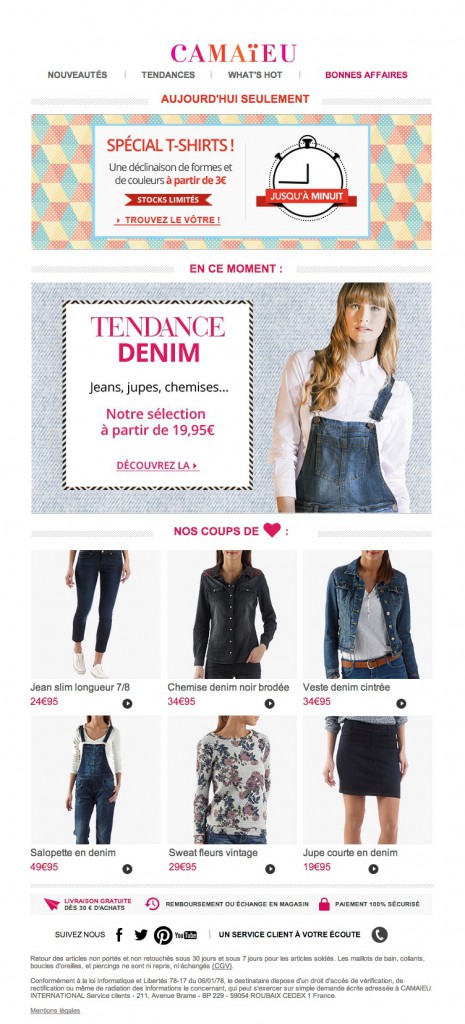 CAMAÏEU
NOUVEAUTÉS | TENDANCES | WHAT'S HOT | BONNES AFFAIRES
AUJOURD'HUI SEULEMENT
SPÉCIAL T-SHIRTS !
Une déclinaison de formes et
de couleurs à partir de 3€
STOCKS LIMITÉS
TROUVEZ LE VÔTRE !
JUSQU'À MINUIT
EN CE MOMENT :
TENDANCE
DENIM
Jeans, jupes, chemises...
Notre sélection
à partir de 19,95€
DÉCOUVREZ LA
NOS COUPS DE ♥ :
Jean slim longueur 7/8
24€95
Chemise denim noir brodée
34€95
Veste denim cintrée
34€95
Salopette en denim
49€95
Sweat fleurs vintage
29€95
Jupe courte en denim
19€95
LIVRAISON GRATUITE
DÈS 30 € D'ACHATS
REMBOURSEMENT OU ÉCHANGE EN MAGASIN
PAIEMENT 100% SÉCURISÉ
SUIVEZ NOUS
You Tube
UN SERVICE CLIENT À VOTRE ÉCOUTE
Retour des articles non portés et non retouchés sous 30 jours et sous 7 jours pour les articles soldés. Les maillots de bain, collants,
boucles d'oreilles, et piercings ne sont ni repris, ni échangés (CGV).
Conformément à la loi Informatique et Libertés 78-17 du 06/01/78, le destinataire dispose d'un droit d'accès, de vérification, de
rectification ou même de radiation des informations le concernant, qui peut s'exercer sur simple demande écrite adressée à CAMAIEU
INTERNATIONAL Service clients - 211, Avenue Brame - BP 229 - 59054 ROUBAIX CEDEX 1 France.
Mentions légales